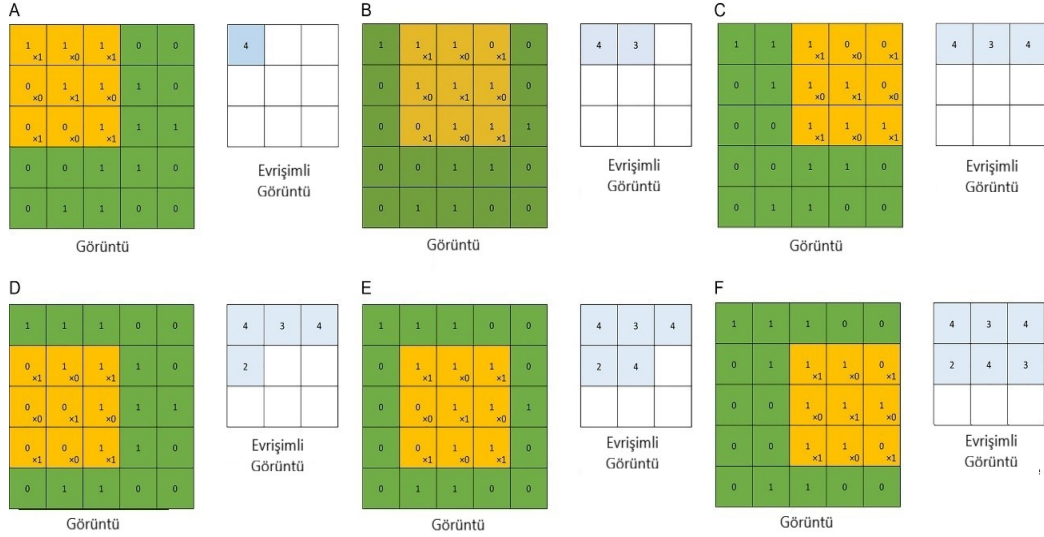 A
1×1 1×0 1×1 0 0
0×0 1×1 1×0 1 0
0×1 0×0 1×1 1 1
0 0 1 1 0
0 1 1 0 0
Görüntü
4
Evrişimli
Görüntü
B
1 1×1 1×0 0×1 0
0 1×0 1×1 1×0 0
0 0×1 1×0 1×1 1
0 0 1 1 0
0 1 1 0 0
Görüntü
4 3
Evrişimli
Görüntü
C
1 1 1×1 0×0 0×1
0 1 1×0 1×1 0×0
0 0 1×1 1×1 1×1
0 0 1 1 0
0 1 1 0 0
Görüntü
4 3 4
Evrişimli
Görüntü
D
1 1 1 0 0
0×1 1×0 1×1 1 0
0×0 0×1 1×0 1 1
0×1 0×0 1×1 1 0
0 1 1 0 0
Görüntü
4 3 4
2
Evrişimli
Görüntü
E
1 1 1 0 0
0 1×1 1×0 1×1 0
0 0×0 1×1 1×0 1
0 0×1 1×0 1×1 0
0 1 1 0 0
Görüntü
4 3 4
2 4
Evrişimli
Görüntü
F
1 1 1 0 0
0 1 1×1 1×0 0×1
0 0 1×0 1×1 1×0
0 0 1×1 1×0 0×1
0 1 1 0 0
Görüntü
4 3 4
2 4 3
Evrişimli
Görüntü